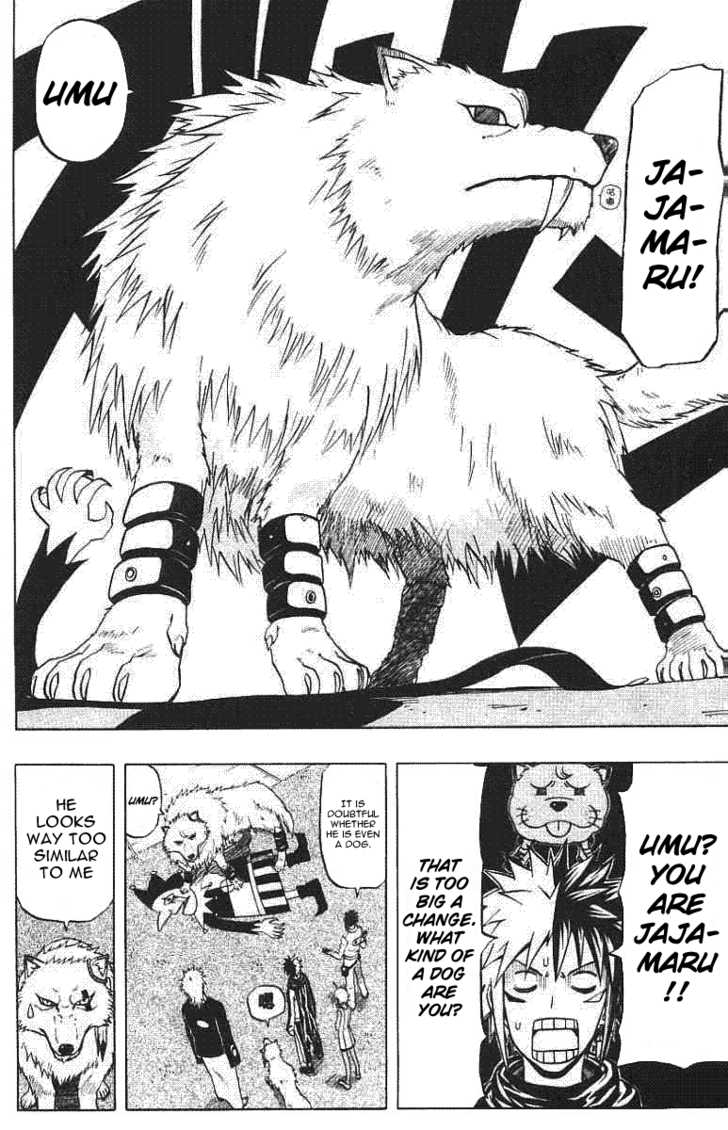 JA-
JA-
MA-
RU!
UMU
UMU?
YOU
ARE
JAJA-
MARU
!!
THAT
IS TOO
BIG A
CHANGE.
WHAT
KIND OF
A DOG
ARE
YOU?
IT IS
DOUBTFUL
WHETHER
HE IS EVEN
A DOG.
UMU?
HE
LOOKS
WAY TOO
SIMILAR
TO ME